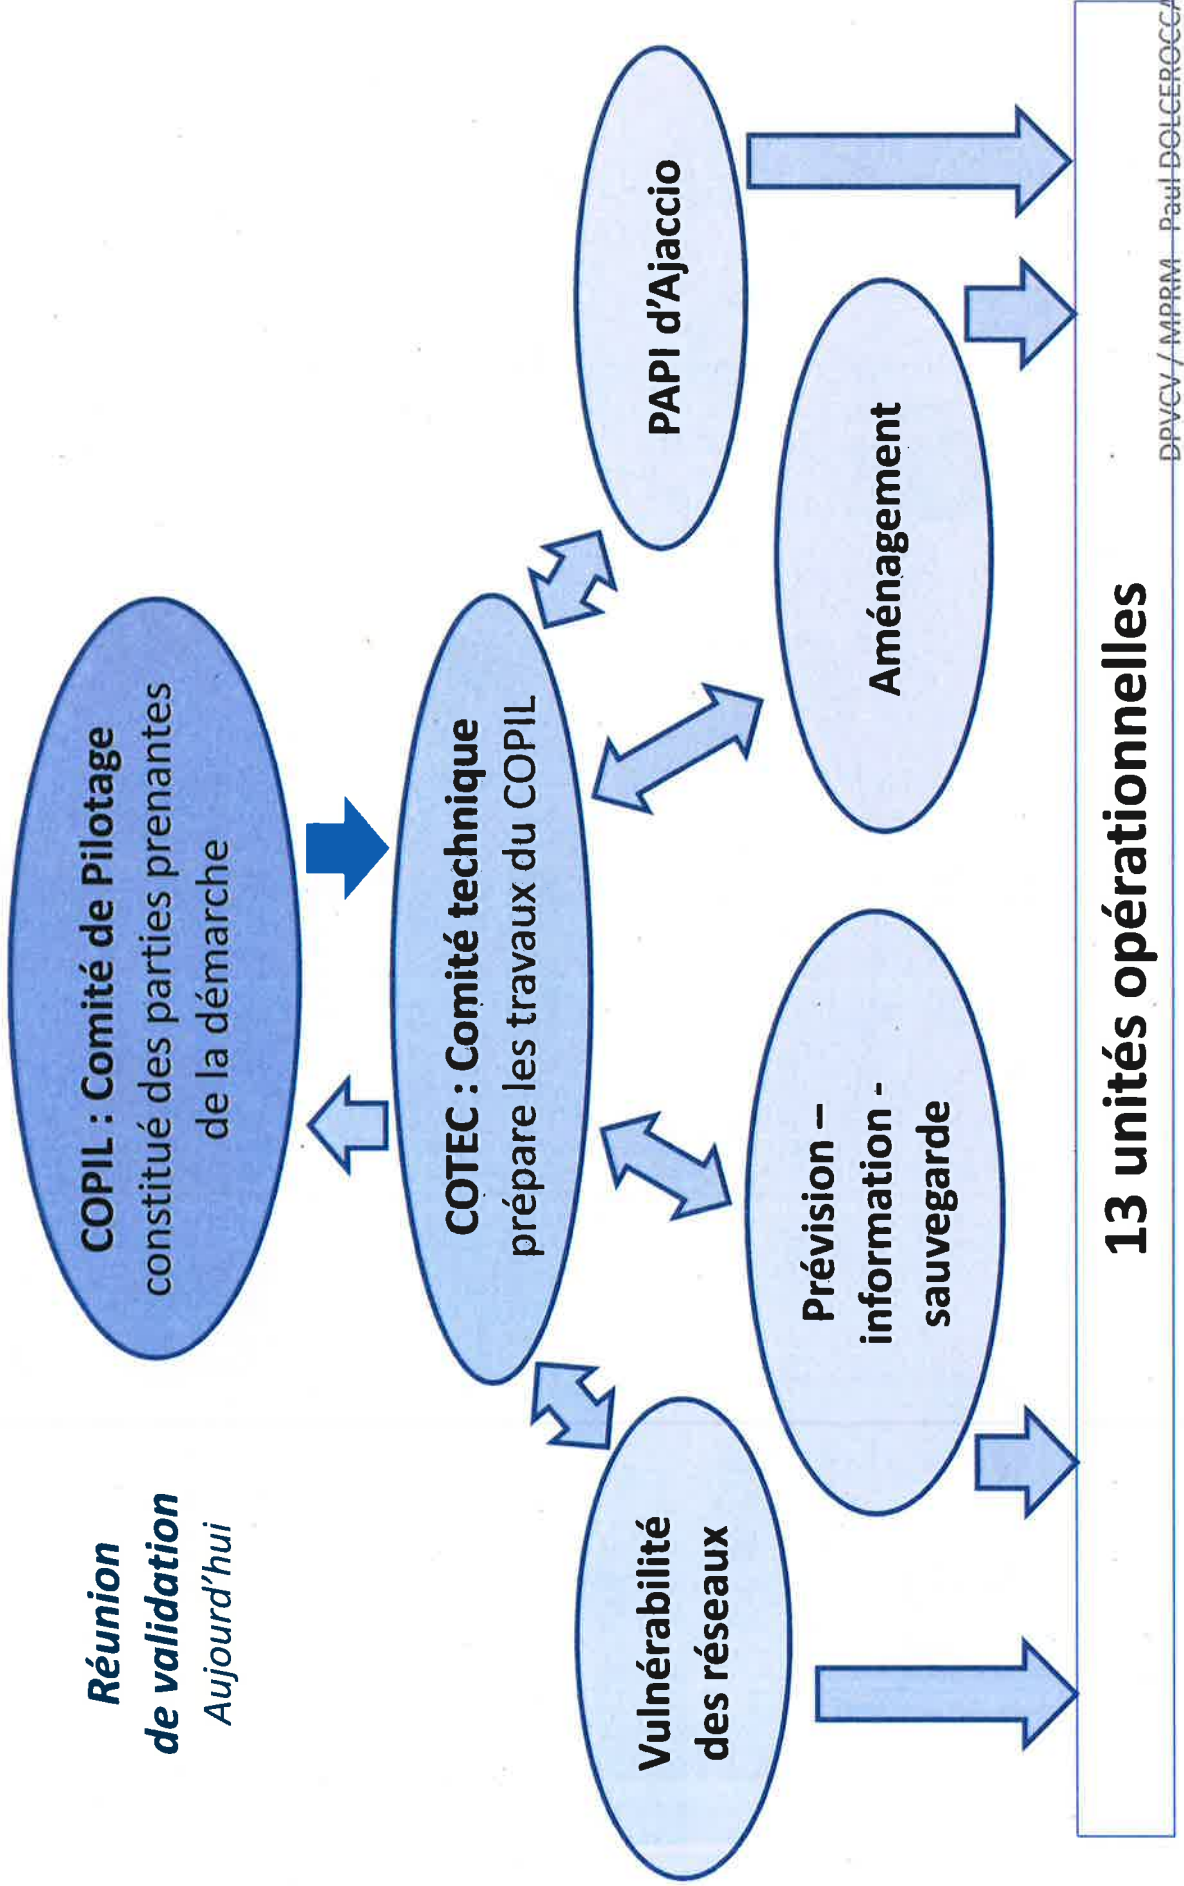 Réunion
de validation
Aujourd'hui
COPIL : Comité de Pilotage
constitué des parties prenantes
de la démarche
COTEC : Comité technique
prépare les travaux du COPIL
Vulnérabilité
des réseaux
Prévision –
information -
sauvegarde
Aménagement
PAPI d'Ajaccio
13 unités opérationnelles
DPVCV / MPRM Paul DOLCEROCCA